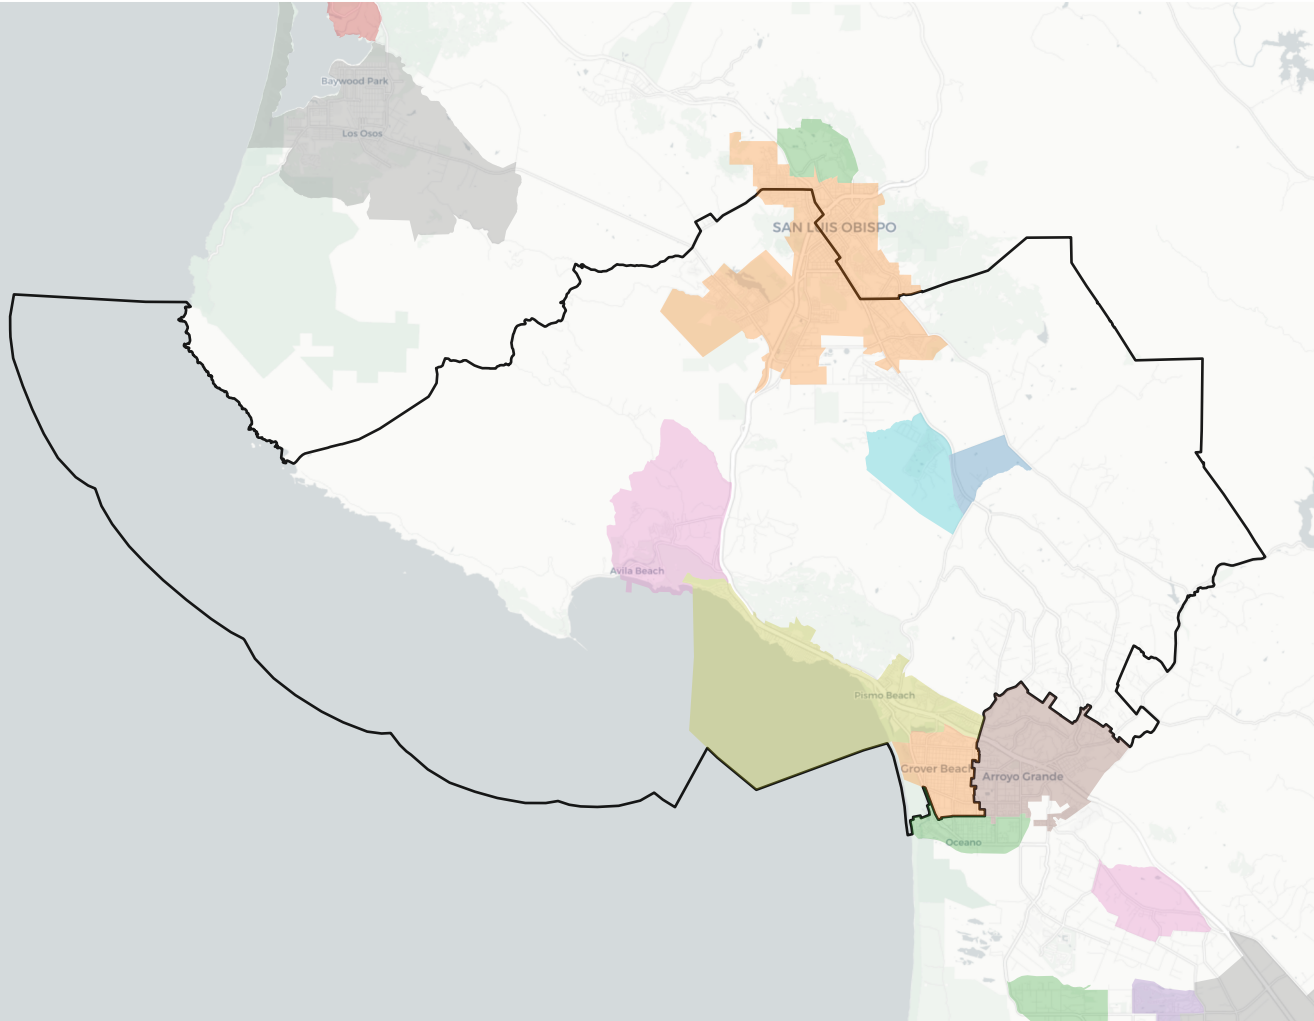 Baywood Park
Los Osos
SAN LUIS OBISPO
Avila Beach
Pismo Beach
Grover Beach
Arroyo Grande
Oceano